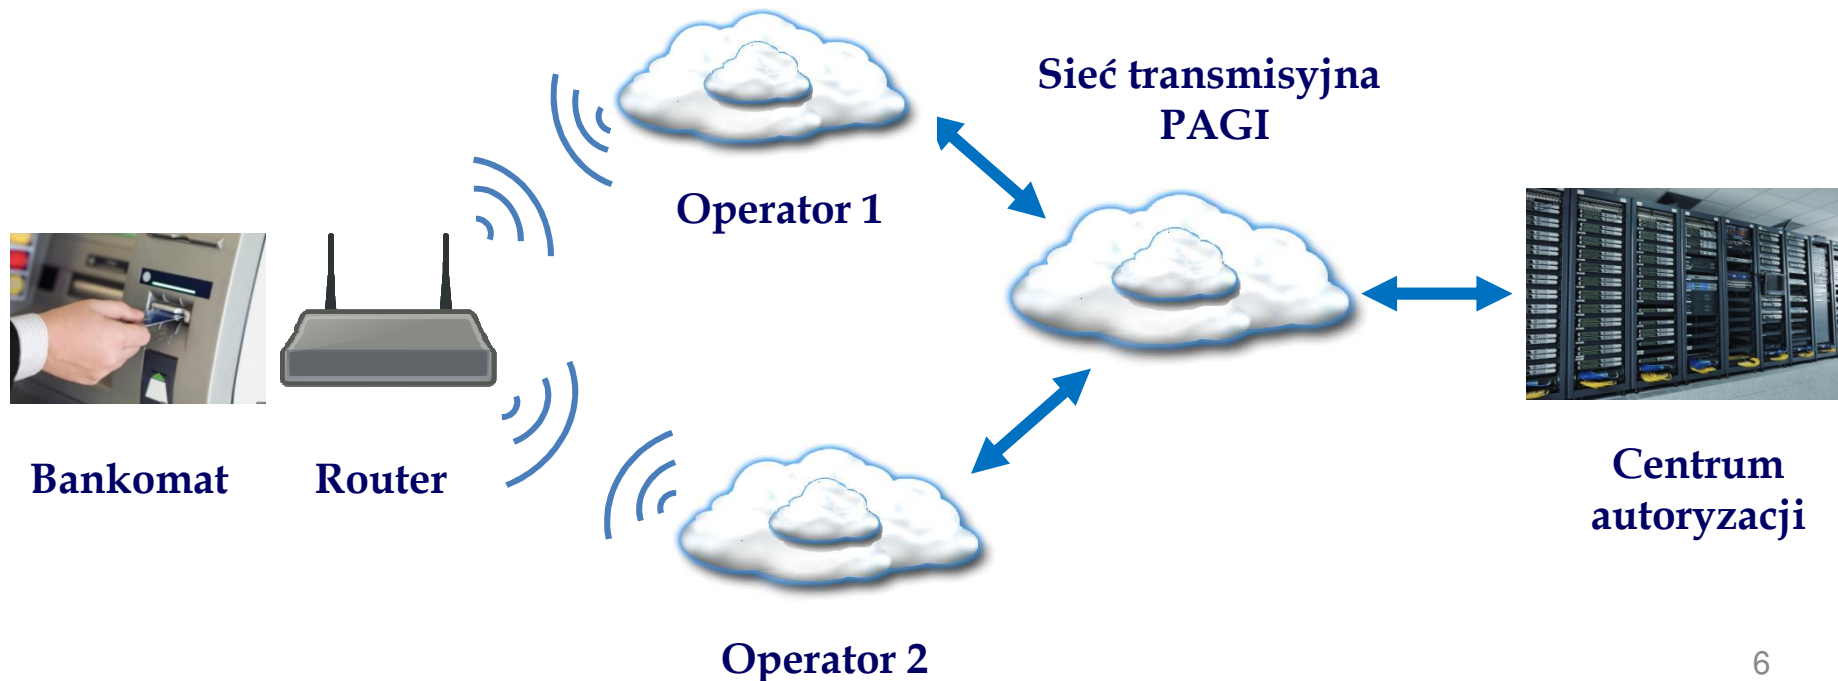 Sieć transmisyjna
PAGI
Operator 1
Bankomat
Router
Centrum
autoryzacji
Operator 2
6